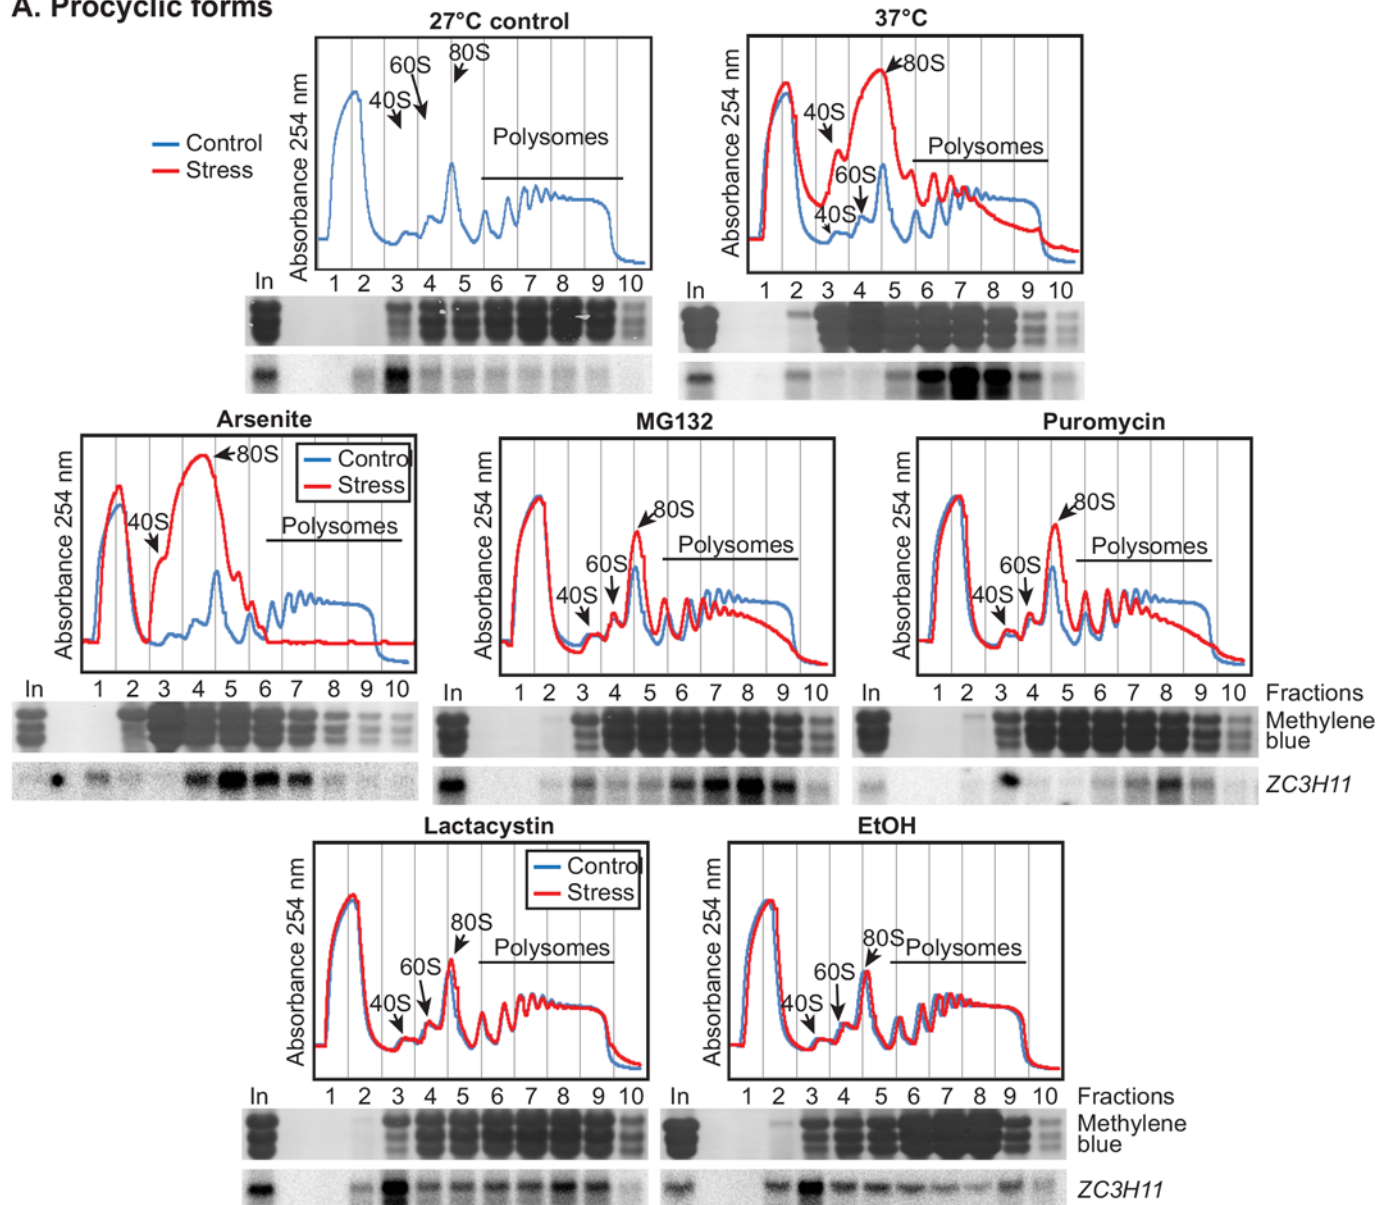 A. Procyclic forms
27°C control
37°C
Control
Stress
Absorbance 254 nm
40S
60S
80S
Polysomes
Absorbance 254 nm
40S
80S
60S
40S
Polysomes
In 1 2 3 4 5 6 7 8 9 10
In 1 2 3 4 5 6 7 8 9 10
Arsenite
MG132
Puromycin
Absorbance 254 nm
40S
80S
Control
Stress
Polysomes
Absorbance 254 nm
40S
60S
80S
Polysomes
Absorbance 254 nm
40S
60S
80S
Polysomes
In 1 2 3 4 5 6 7 8 9 10
In 1 2 3 4 5 6 7 8 9 10
In 1 2 3 4 5 6 7 8 9 10
Fractions
Methylene
blue
ZC3H11
Lactacystin
EtOH
Absorbance 254 nm
40S
60S
80S
Control
Stress
Polysomes
Absorbance 254 nm
40S
60S
80S
Polysomes
In 1 2 3 4 5 6 7 8 9 10
In 1 2 3 4 5 6 7 8 9 10
Fractions
Methylene
blue
ZC3H11